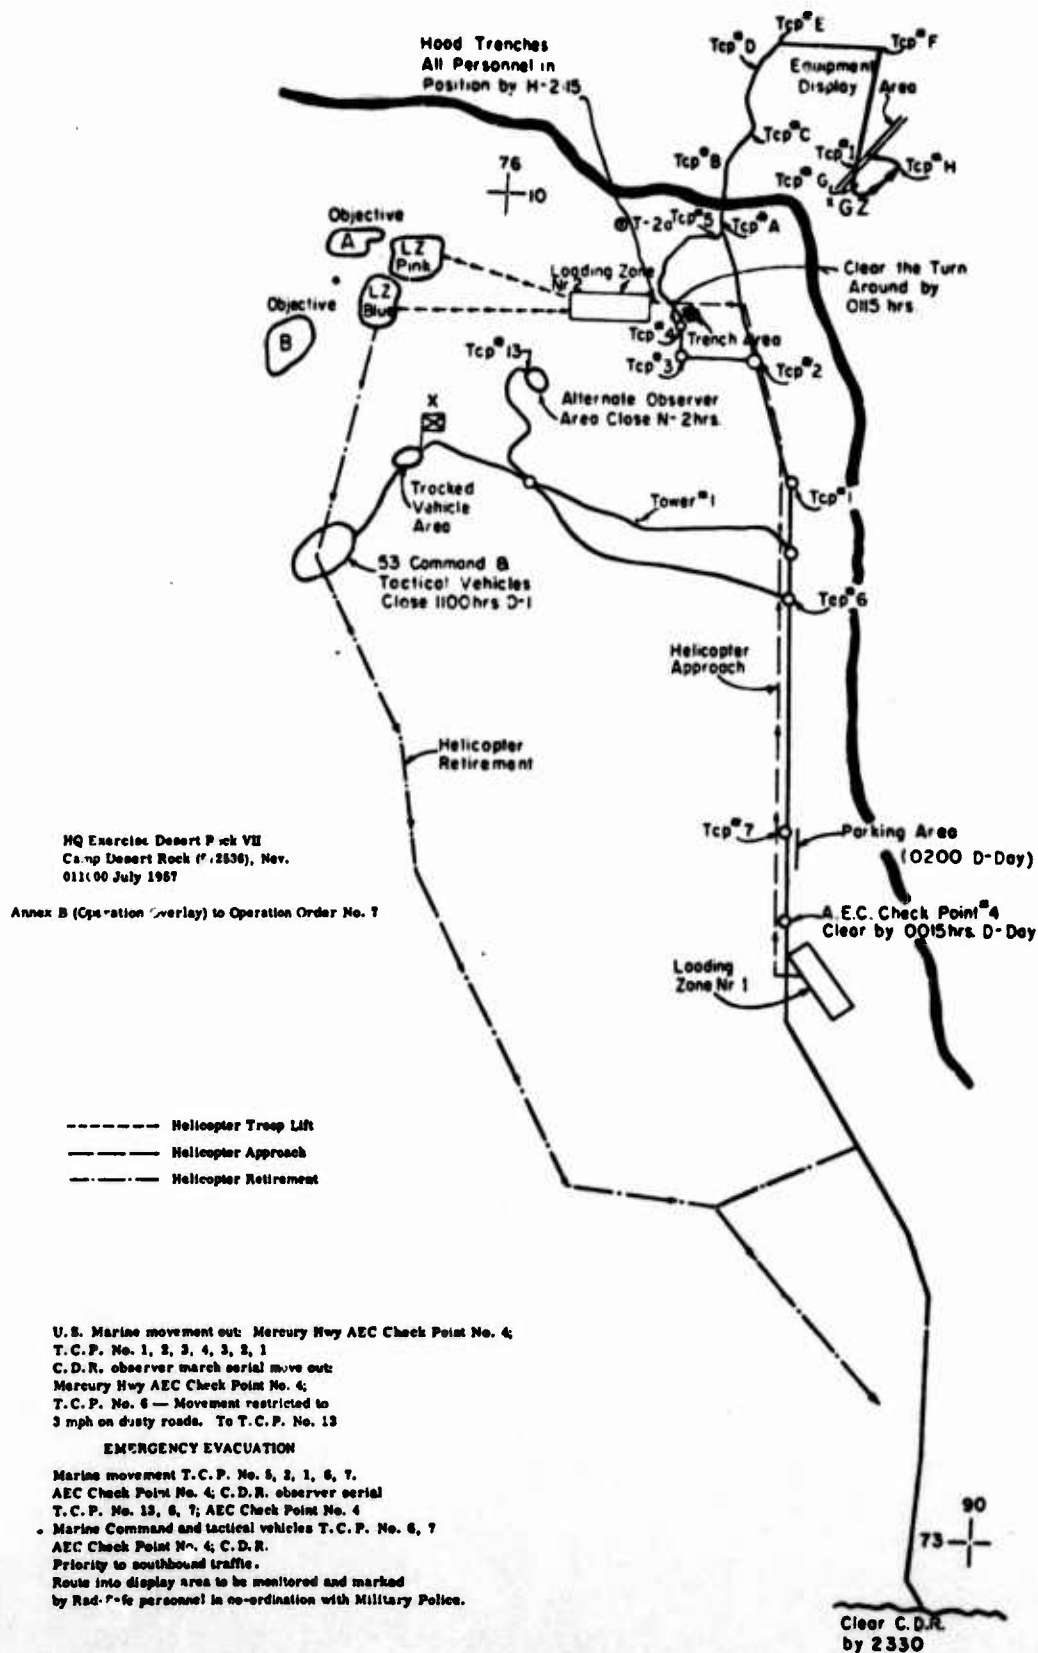 Hood Trenches
All Personnel in
Position by H-2:15
Tcp#E
Tcp#D
Tcp#F
Equipment
Display Area
Tcp#C
Tcp#B
Tcp#I
Tcp#H
Tcp#G
GZ
76
10
Objective
A
LZ
Pink
T-2a
Tcp#5
Tcp#A
Loading Zone
Nr 2
Clear the Turn
Around by
0115 hrs
LZ
Blue
Objective
B
Tcp#4
Trench Area
Tcp#13
Tcp#3
Tcp#2
Alternate Observer
Area Close N-2hrs.
X
Tracked
Vehicle
Area
Tower#1
Tcp#1
53 Command &
Tactical Vehicles
Close 1100hrs D-1
Tcp#6
Helicopter
Approach
Helicopter
Retirement
Tcp#7
Parking Area
(0200 D-Day)
HQ Exercise Desert VII
Camp Desert Rock Nev.
July 1957
Annex B (Operation Overlay) to Operation Order No. 7
A.E.C. Check Point#4
Clear by 0015hrs. D-Day
Loading
Zone Nr 1
Helicopter Troop Lift
Helicopter Approach
Helicopter Retirement
U.S. Marine movement out: Mercury Hwy AEC Check Point No. 4;
T.C.P. No. 1, 2, 3, 4, 3, 2, 1
C.D.R. observer march serial move out:
Mercury Hwy AEC Check Point No. 4;
T.C.P. No. 6 — Movement restricted to
3 mph on dusty roads. To T.C.P. No. 13
EMERGENCY EVACUATION
Marine movement T.C.P. No. 5, 2, 1, 6, 7.
AEC Check Point No. 4; C.D.R. observer serial
T.C.P. No. 13, 6, 7; AEC Check Point No. 4
Marine Command and tactical vehicles T.C.P. No. 6, 7
AEC Check Point No. 4; C.D.R.
Priority to southbound traffic.
Route into display area to be monitored and marked
by Rad-Safe personnel in co-ordination with Military Police.
90
73
Clear C.D.R.
by 2330